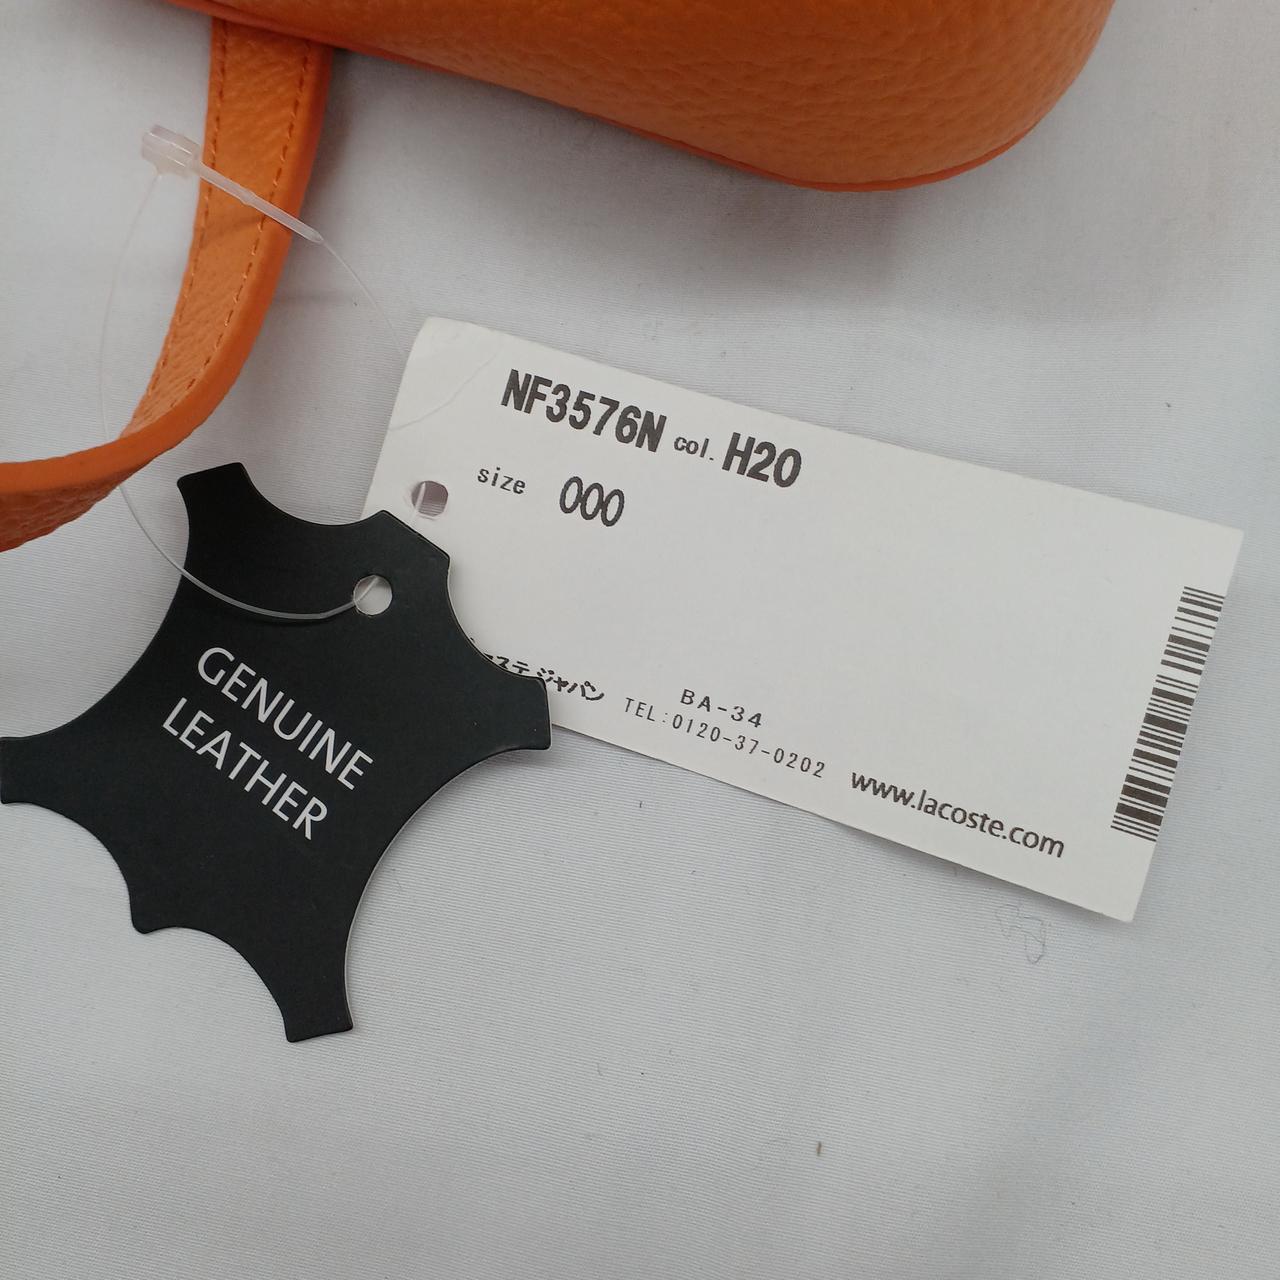 NF3576N col. H20
size 000
ステ ジャパン
BA-34
TEL:0120-37-0202
www.lacoste.com
GENUINE
LEATHER